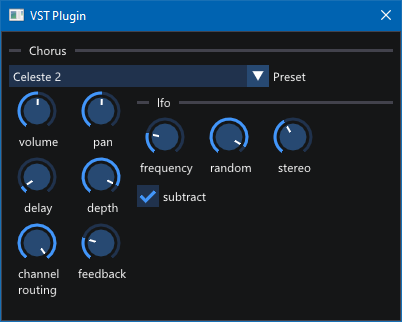 VST Plugin
Chorus
Celeste 2
Preset
volume
pan
lfo
frequency
random
stereo
delay
depth
subtract
channel
routing
feedback